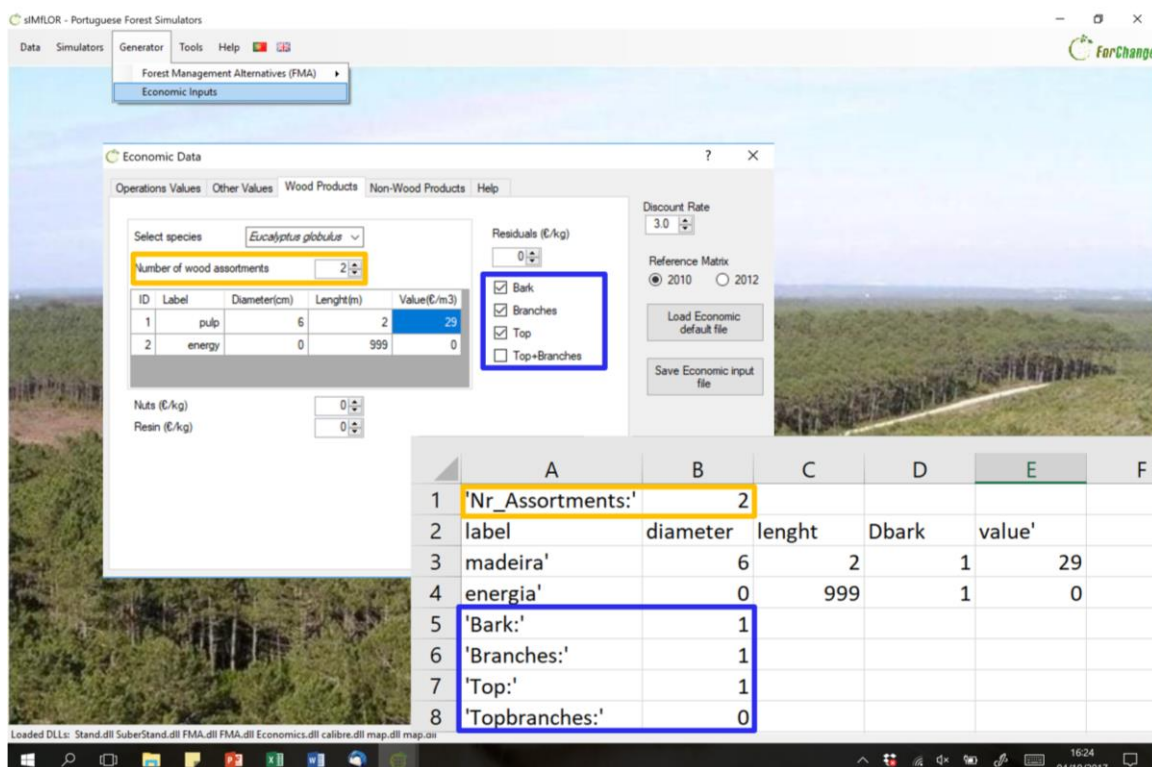 sIMfLOR - Portuguese Forest Simulators
Data Simulators Generator Tools Help
ForChange
Forest Management Alternatives (FMA)
Economic Inputs
Economic Data ?
Operations Values Other Values Wood Products Non-Wood Products Help
Discount Rate
3.0
Select species Eucalyptus globulus
Residuals (€/kg)
0
Number of wood assortments 2
Reference Matrix
2010 2012
ID Label Diameter(cm) Lenght(m) Value(€/m3)
1 pulp 6 2 29
2 energy 0 999 0
Bark
Branches
Top
Top+Branches
Load Economic
default file
Save Economic input
file
Nuts (€/kg) 0
Resin (€/kg) 0
A B C D E F
1 'Nr_Assortments:' 2
2 label diameter lenght Dbark value'
3 madeira' 6 2 1 29
4 energia' 0 999 1 0
5 'Bark:' 1
6 'Branches:' 1
7 'Top:' 1
8 'Topbranches:' 0
Loaded DLLs: Stand.dll SuberStand.dll FMA.dll FMA.dll Economics.dll calibre.dll map.dll map.dll
16:24